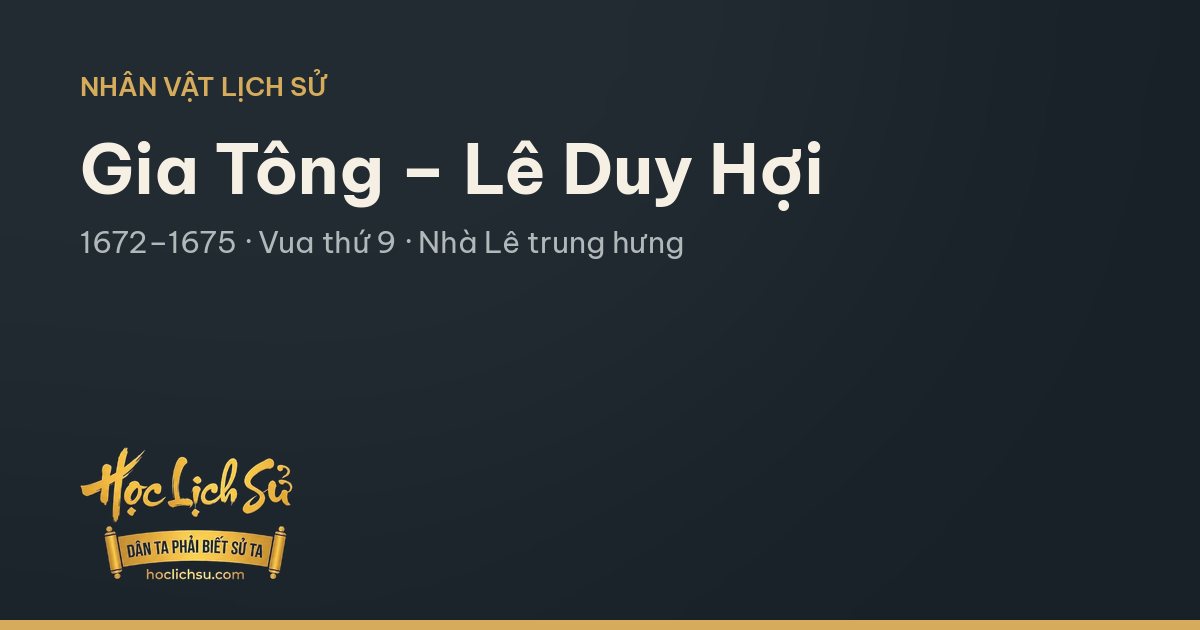 NHÂN VẬT LỊCH SỬ
Gia Tông – Lê Duy Hợi
1672–1675 · Vua thứ 9 · Nhà Lê trung hưng
Học Lịch Sử
DÂN TA PHẢI BIẾT SỬ TA
hoclichsu.com